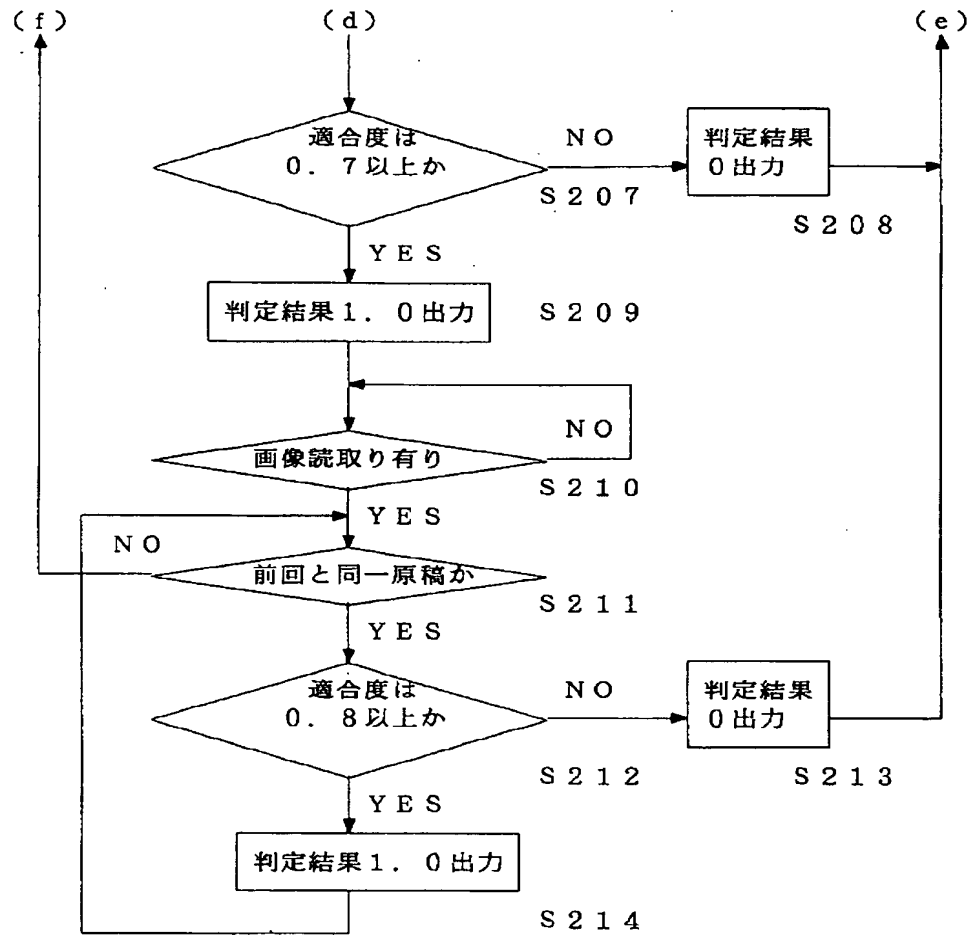 (f)
(d)
(e)
適合度は
0.7以上か
NO
S207
判定結果
0出力
S208
YES
判定結果1.0出力
S209
NO
画像読取り有り
S210
YES
NO
前回と同一原稿か
S211
YES
適合度は
0.8以上か
NO
S212
判定結果
0出力
S213
YES
判定結果1.0出力
S214